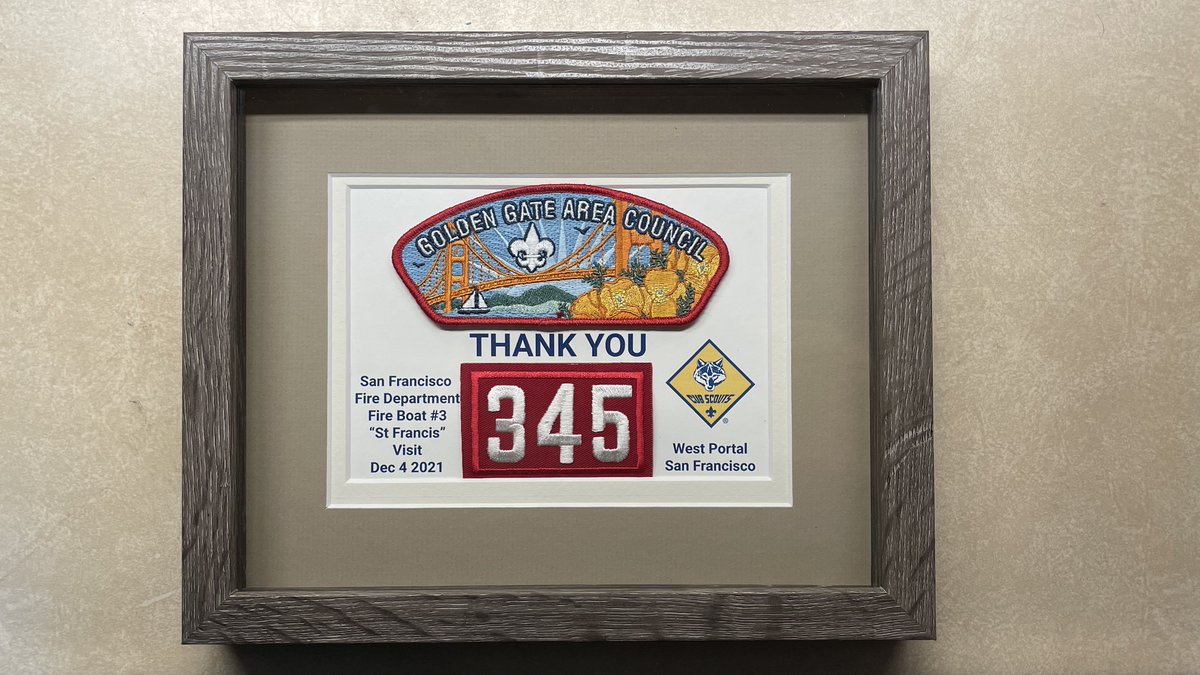 GOLDEN GATE AREA COUNCIL
THANK YOU
San Francisco
Fire Department
Fire Boat #3
“St Francis”
Visit
Dec 4 2021
345
CUB SCOUTS
®
West Portal
San Francisco